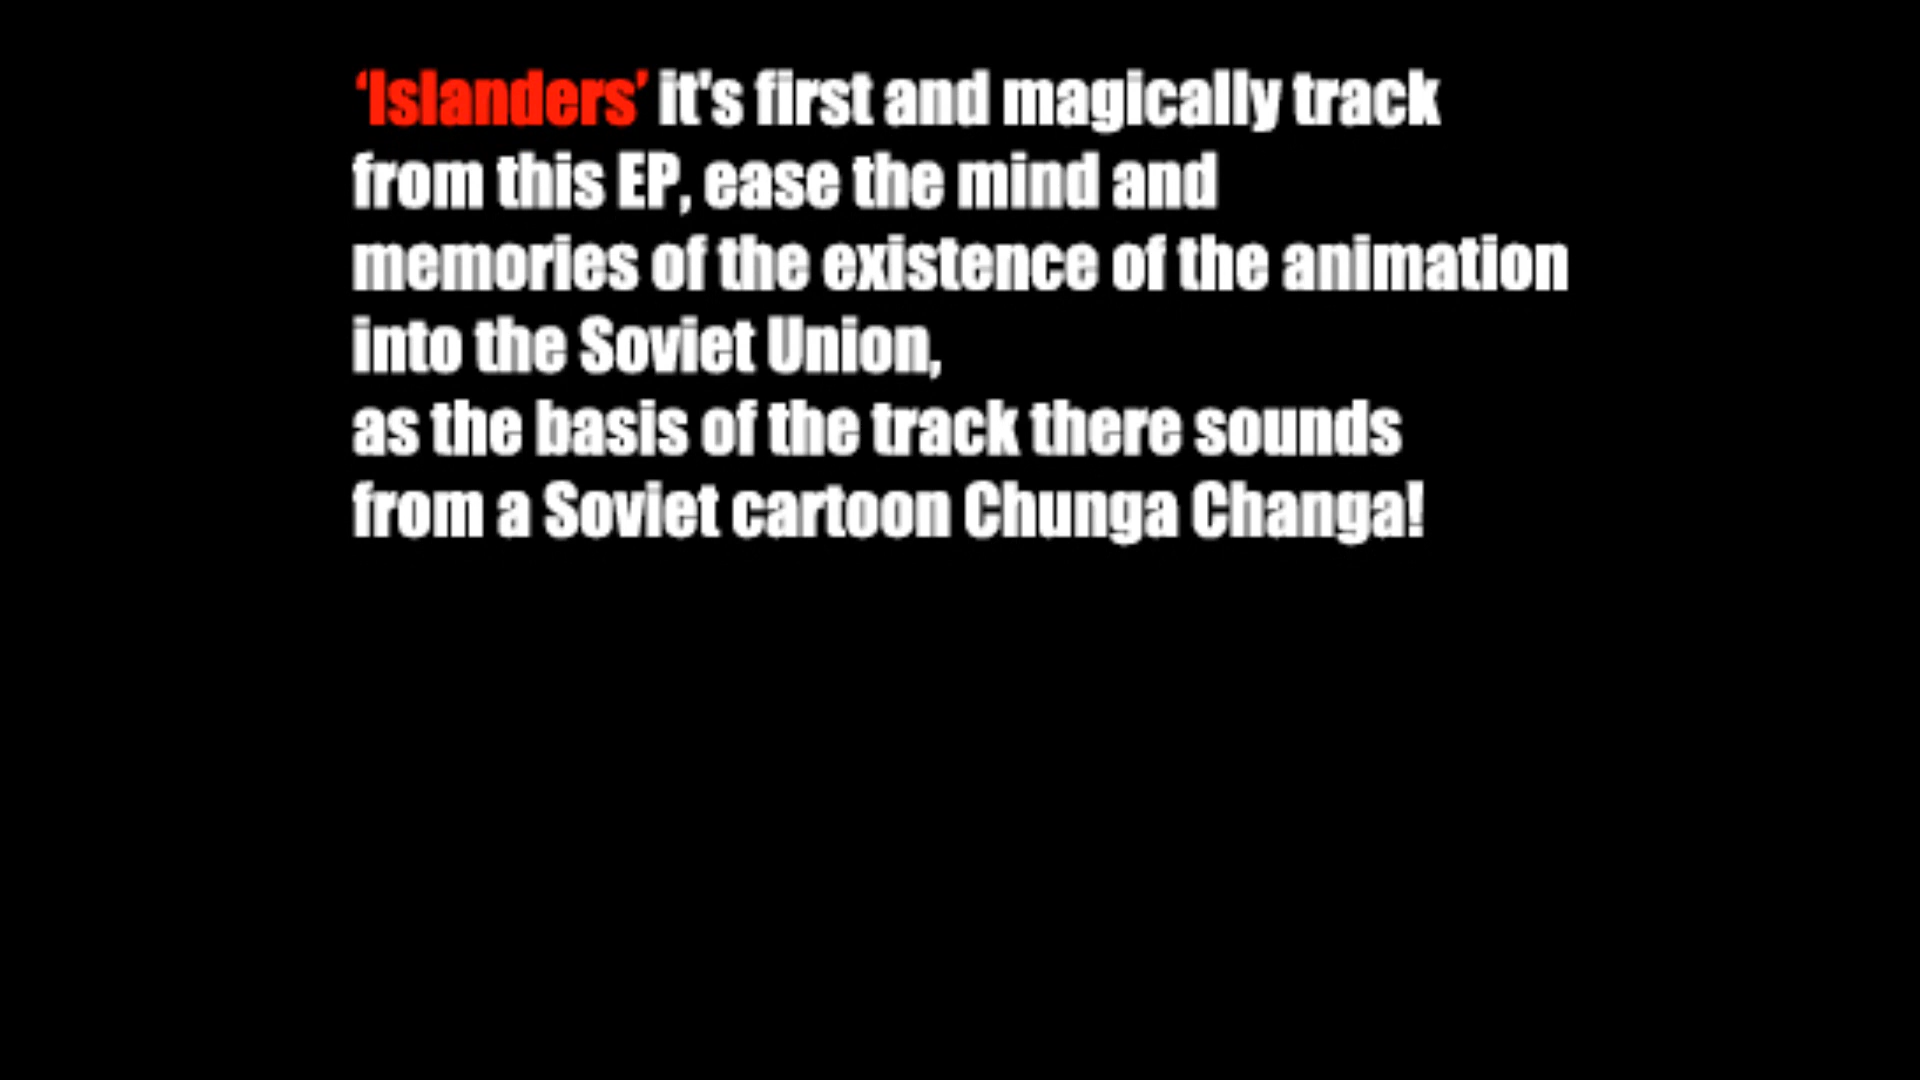 ‘Islanders’ it's first and magically track
from this EP, ease the mind and
memories of the existence of the animation
into the Soviet Union,
as the basis of the track there sounds
from a Soviet cartoon Chunga Changa!